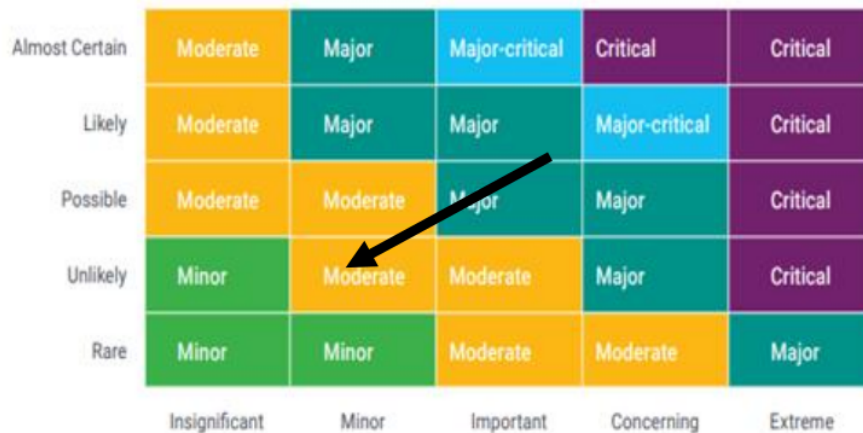 Almost Certain Moderate Major Major-critical Critical Critical
Likely Moderate Major Major Major-critical Critical
Possible Moderate Moderate Major Major Critical
Unlikely Minor Moderate Moderate Major Critical
Rare Minor Minor Moderate Moderate Major
Insignificant Minor Important Concerning Extreme